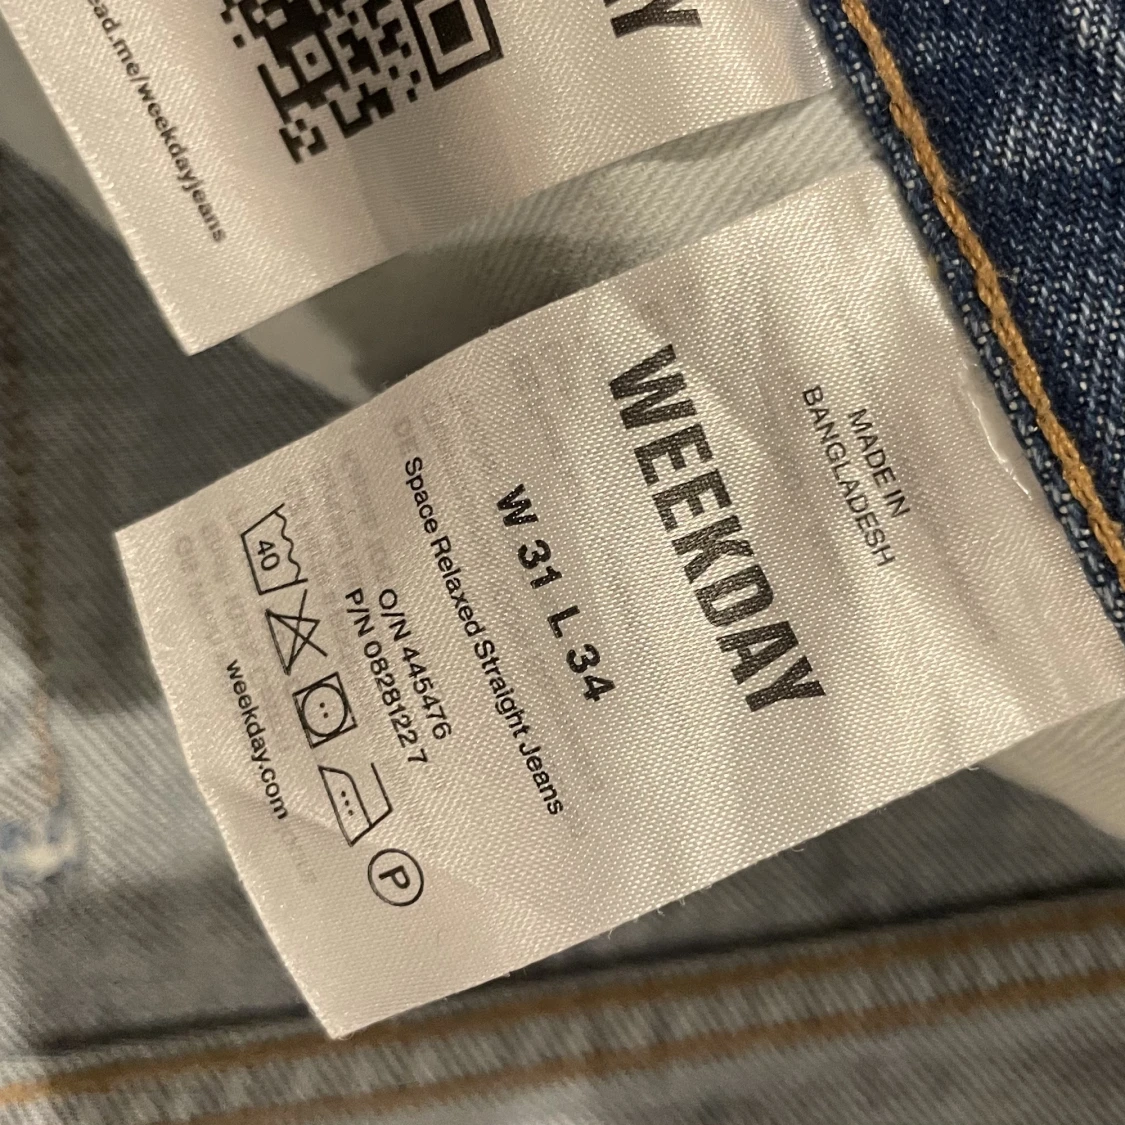 AY
ead.me/weekdayjeans
MADE IN
BANGLADESH
WEEKDAY
W 31 L 34
Space Relaxed Straight Jeans
O/N 445476
P/N 0828122 7
40
P
weekday.com